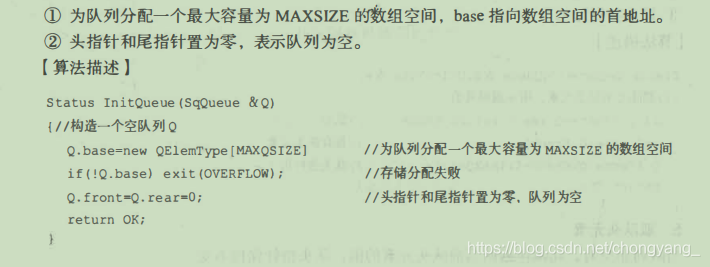 ① 为队列分配一个最大容量为 MAXSIZE 的数组空间，base 指向数组空间的首地址。
② 头指针和尾指针置为零，表示队列为空。
【算法描述】
Status InitQueue(SqQueue &Q)
{//构造一个空队列Q
Q.base=new QElemType[MAXQSIZE] //为队列分配一个最大容量为 MAXSIZE 的数组空间
if(!Q.base) exit(OVERFLOW); //存储分配失败
Q.front=Q.rear=0; //头指针和尾指针置为零，队列为空
return OK;
}
https://blog.csdn.net/chongyang_